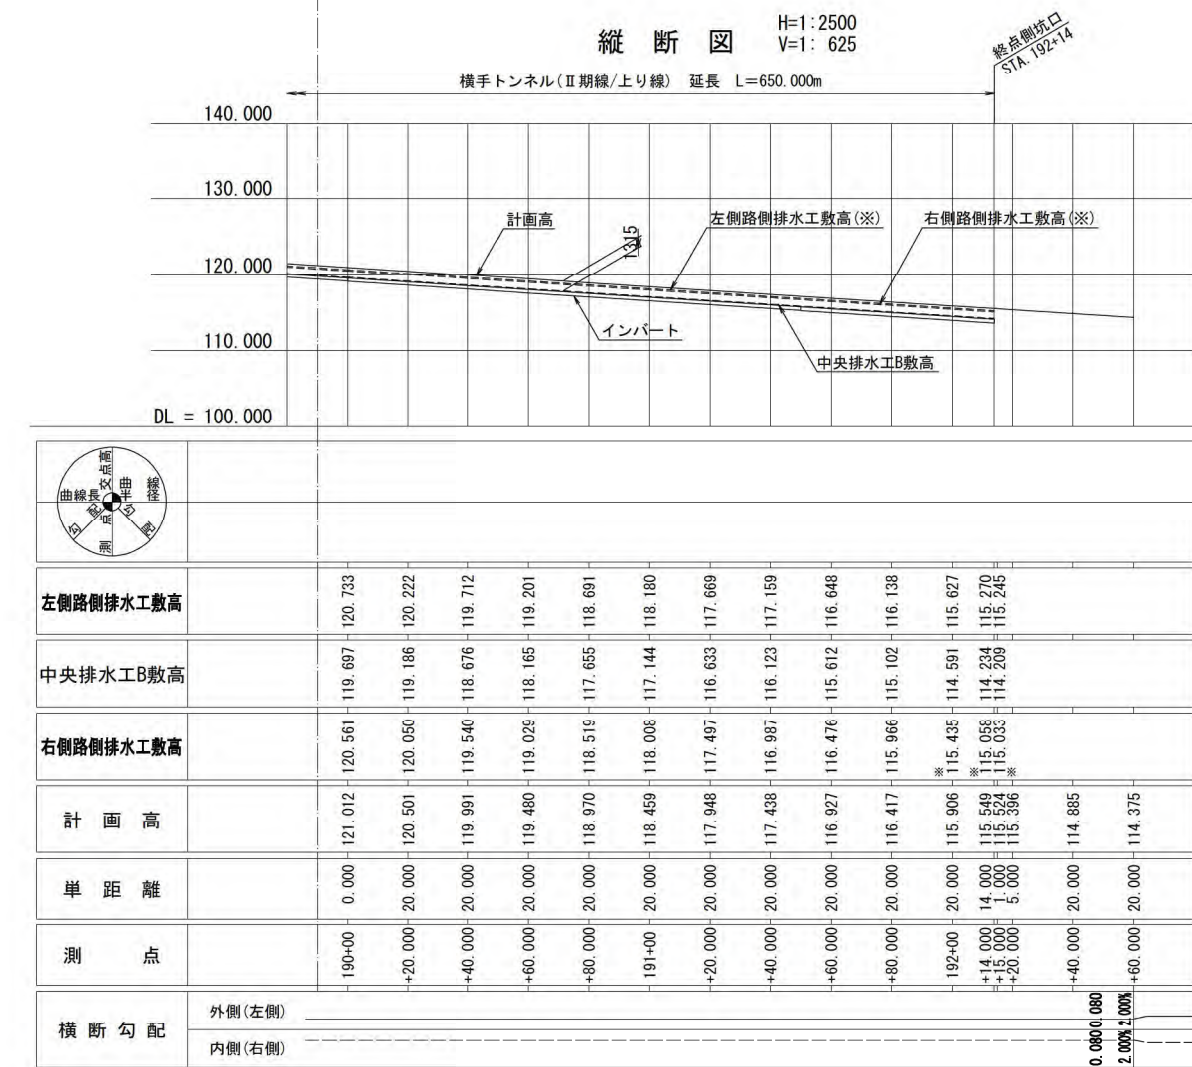 縦 断 図
H=1:2500
V=1: 625
終点側坑口
STA. 192+14
横手トンネル(Ⅱ期線/上り線) 延長 L=650.000m
140.000
130.000
計画高
1315
左側路側排水工敷高(※)
右側路側排水工敷高(※)
120.000
インバート
110.000
中央排水工B敷高
DL = 100.000
交点高
曲線長
曲線半径
勾配
勾配
測点
左側路側排水工敷高 120.733 120.222 119.712 119.201 118.691 118.180 117.669 117.159 116.648 116.138 115.627 115.270 115.245
中央排水工B敷高 119.697 119.186 118.676 118.165 117.655 117.144 116.633 116.123 115.612 115.102 114.591 114.234 114.209
右側路側排水工敷高 120.561 120.050 119.540 119.029 118.519 118.008 117.497 116.987 116.476 115.966 ※115.435 ※115.058 115.033 ※
計 画 高 121.012 120.501 119.991 119.480 118.970 118.459 117.948 117.438 116.927 116.417 115.906 115.549 115.524 115.396 114.885 114.375
単 距 離 0.000 20.000 20.000 20.000 20.000 20.000 20.000 20.000 20.000 20.000 20.000 14.000 1.000 5.000 20.000 20.000
測 点 190+00 +20.000 +40.000 +60.000 +80.000 191+00 +20.000 +40.000 +60.000 +80.000 192+00 +14.000 +15.000 +20.000 +40.000 +60.000
横 断 勾 配
外側(左側)
内側(右側)
0.080 0.080
2.000% 2.000%